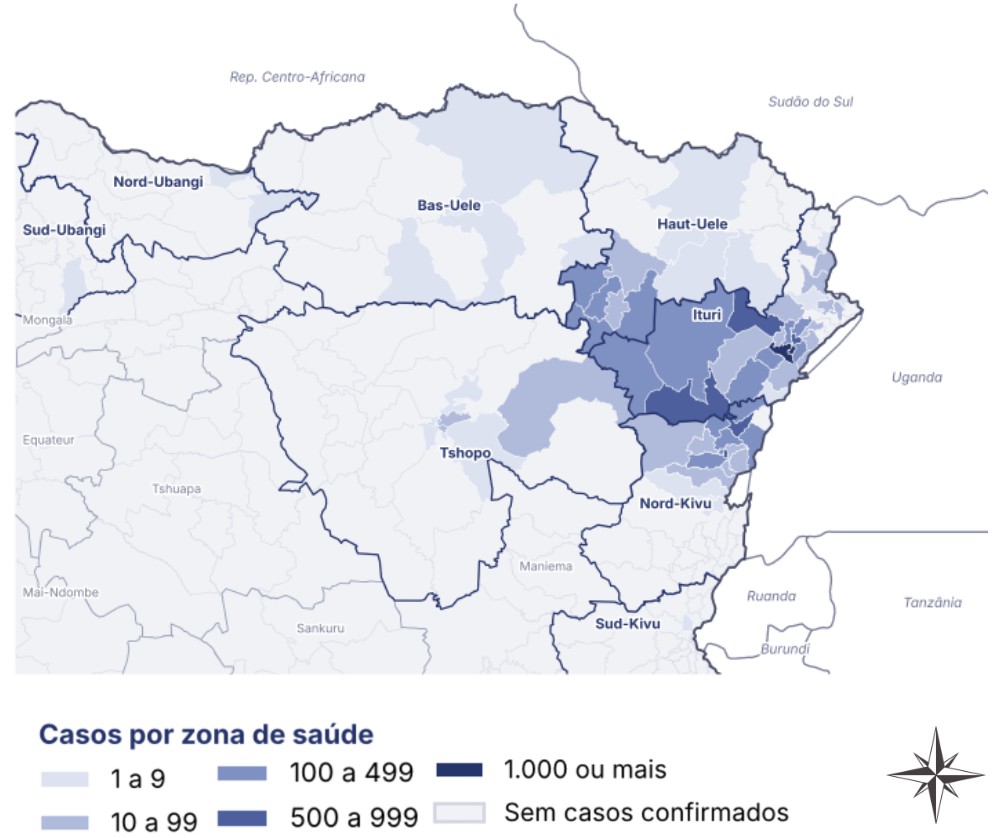 Rep. Centro-Africana
Sudão do Sul
Nord-Ubangi
Bas-Uele
Haut-Uele
Sud-Ubangi
Ituri
Mongala
Uganda
Equateur
Tshopo
Tshuapa
Nord-Kivu
Maniema
Mai-Ndombe
Ruanda
Tanzânia
Sankuru
Sud-Kivu
Burundi
Casos por zona de saúde
1 a 9
100 a 499
1.000 ou mais
10 a 99
500 a 999
Sem casos confirmados